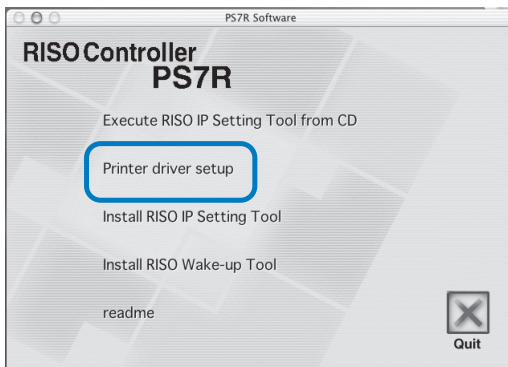 PS7R Software
RISO Controller
PS7R
Execute RISO IP Setting Tool from CD
Printer driver setup
Install RISO IP Setting Tool
Install RISO Wake-up Tool
readme
Quit